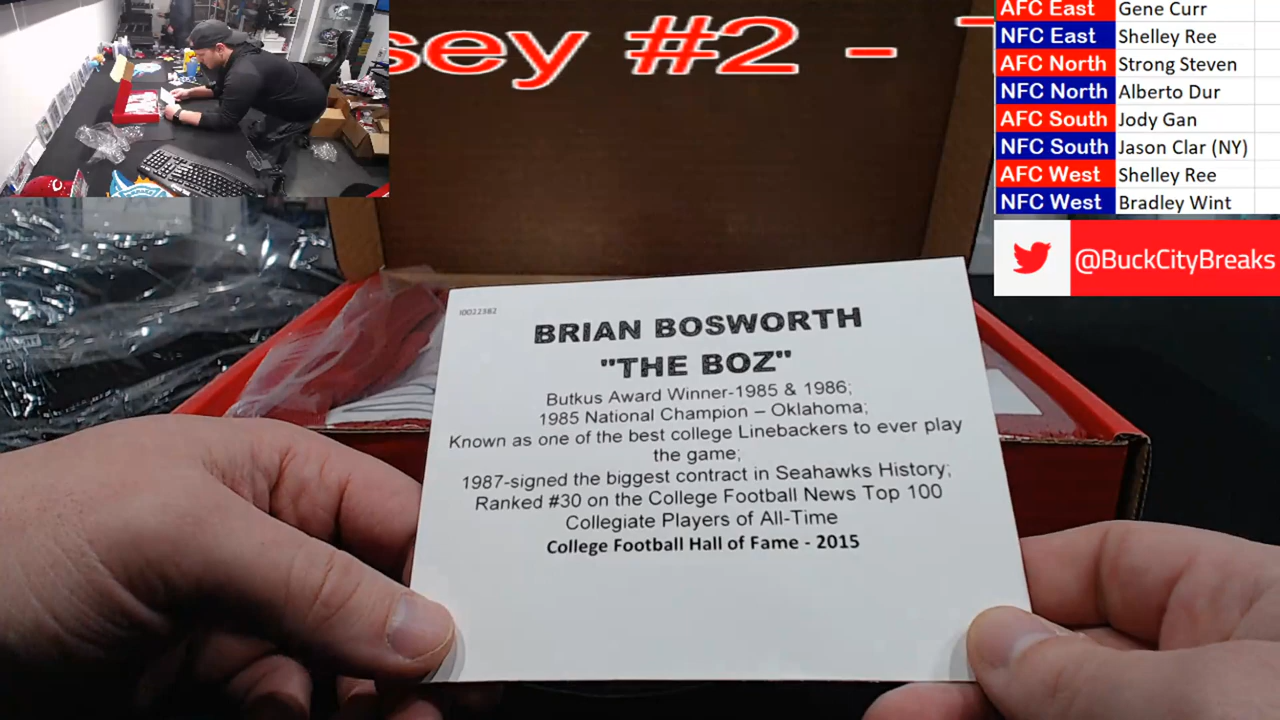 sey #2 -
AFC East Gene Curr
NFC East Shelley Ree
AFC North Strong Steven
NFC North Alberto Dur
AFC South Jody Gan
NFC South Jason Clar (NY)
AFC West Shelley Ree
NFC West Bradley Wint
@BuckCityBreaks
I0022382
BRIAN BOSWORTH
"THE BOZ"
Butkus Award Winner-1985 & 1986;
1985 National Champion – Oklahoma;
Known as one of the best college Linebackers to ever play
the game;
1987-signed the biggest contract in Seahawks History;
Ranked #30 on the College Football News Top 100
Collegiate Players of All-Time
College Football Hall of Fame - 2015